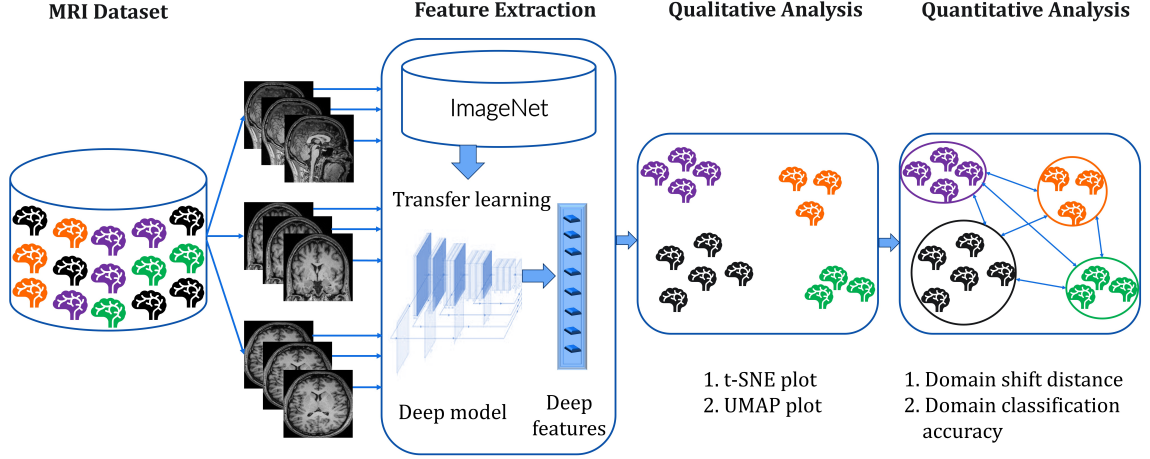 MRI Dataset
Feature Extraction
Qualitative Analysis
Quantitative Analysis
ImageNet
Transfer learning
Deep model
Deep
features
1. t-SNE plot
2. UMAP plot
1. Domain shift distance
2. Domain classification
accuracy